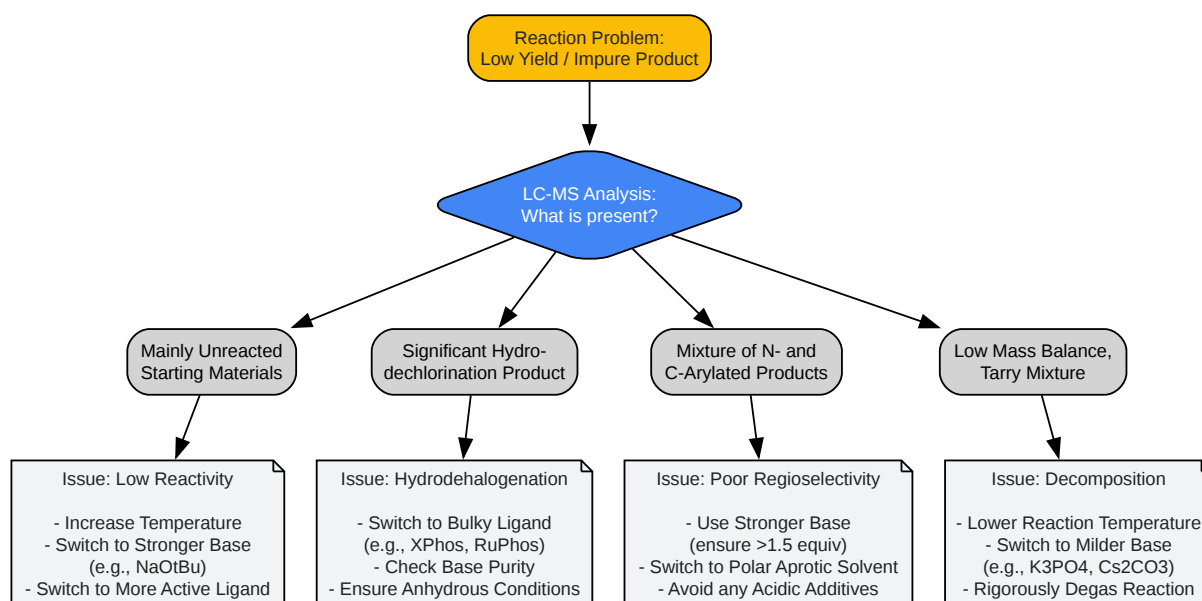 Reaction Problem:
Low Yield / Impure Product
LC-MS Analysis:
What is present?
Mainly Unreacted
Starting Materials
Significant Hydro-
dechlorination Product
Mixture of N- and
C-Arylated Products
Low Mass Balance,
Tarry Mixture
Issue: Low Reactivity
- Increase Temperature
- Switch to Stronger Base
(e.g., NaOtBu)
- Switch to More Active Ligand
Issue: Hydrodehalogenation
- Switch to Bulky Ligand
(e.g., XPhos, RuPhos)
- Check Base Purity
- Ensure Anhydrous Conditions
Issue: Poor Regioselectivity
- Use Stronger Base
(ensure >1.5 equiv)
- Switch to Polar Aprotic Solvent
- Avoid any Acidic Additives
Issue: Decomposition
- Lower Reaction Temperature
- Switch to Milder Base
(e.g., K3PO4, Cs2CO3)
- Rigorously Degas Reaction